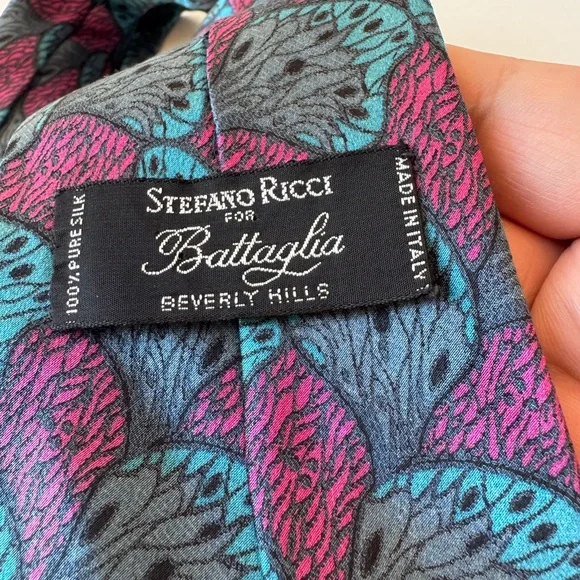 STEFANO RICCI
FOR
Battaglia
BEVERLY HILLS
100% PURE SILK
MADE IN ITALY